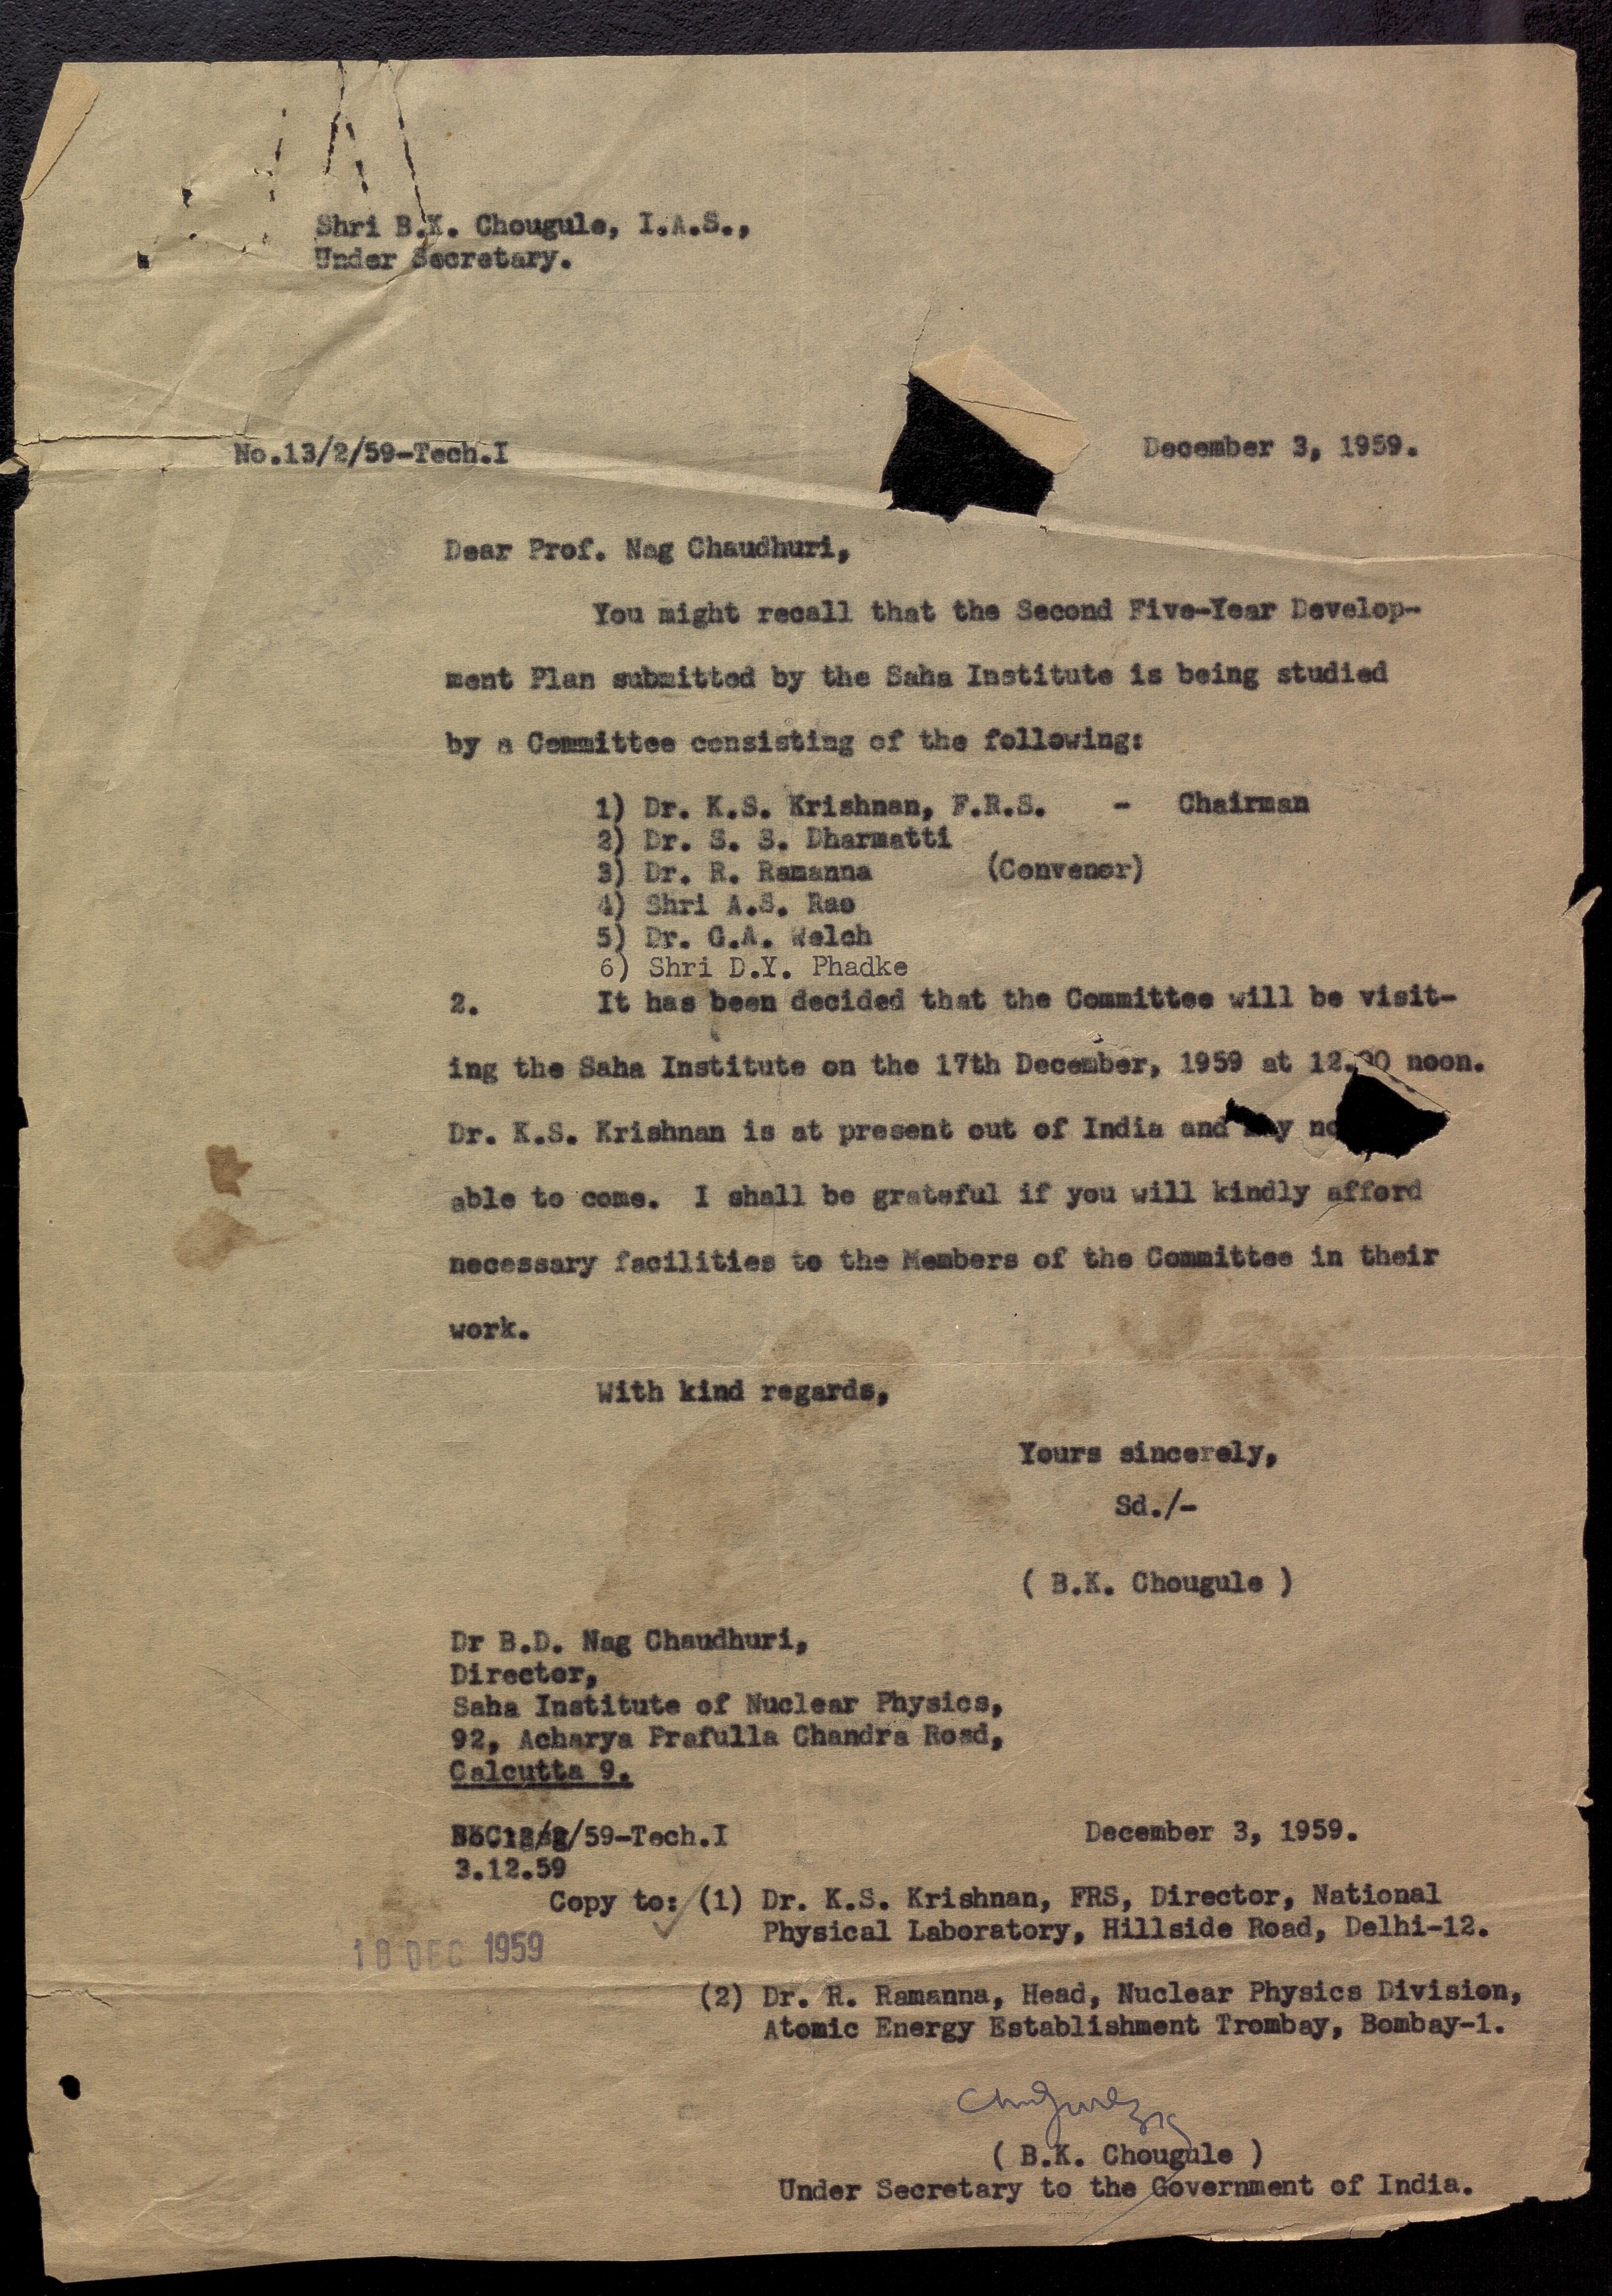 Shri B.K. Chougule, I.A.S.,
Under Secretary.
No.13/2/59-Tech.I
December 3, 1959.
Dear Prof. Nag Chaudhuri,
You might recall that the Second Five-Year Develop-
ment Plan submitted by the Saha Institute is being studied
by a Committee consisting of the following:
1) Dr. K.S. Krishnan, F.R.S. - Chairman
2) Dr. S. S. Dharmatti
3) Dr. R. Ramanna (Convenor)
4) Shri A.S. Rao
5) Dr. G.A. Welch
6) Shri D.Y. Phadke
2. It has been decided that the Committee will be visit-
ing the Saha Institute on the 17th December, 1959 at 12.00 noon.
Dr. K.S. Krishnan is at present out of India and may
able to come. I shall be grateful if you will kindly afford
necessary facilities to the Members of the Committee in their
work.
With kind regards,
Yours sincerely,
Sd./-
( B.K. Chougule )
Dr B.D. Nag Chaudhuri,
Director,
Saha Institute of Nuclear Physics,
92, Acharya Prafulla Chandra Road,
Calcutta 9.
/59-Tech.I
December 3, 1959.
3.12.59
Copy to: (1) Dr. K.S. Krishnan, FRS, Director, National
Physical Laboratory, Hillside Road, Delhi-12.
DEC 1959
(2) Dr. R. Ramanna, Head, Nuclear Physics Division,
Atomic Energy Establishment Trombay, Bombay-1.
( B.K. Chougule )
Under Secretary to the Government of India.